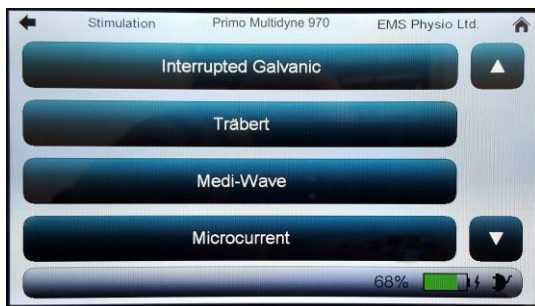 Stimulation Primo Multidyne 970 EMS Physio Ltd.
Interrupted Galvanic
Träbert
Medi-Wave
Microcurrent
68%